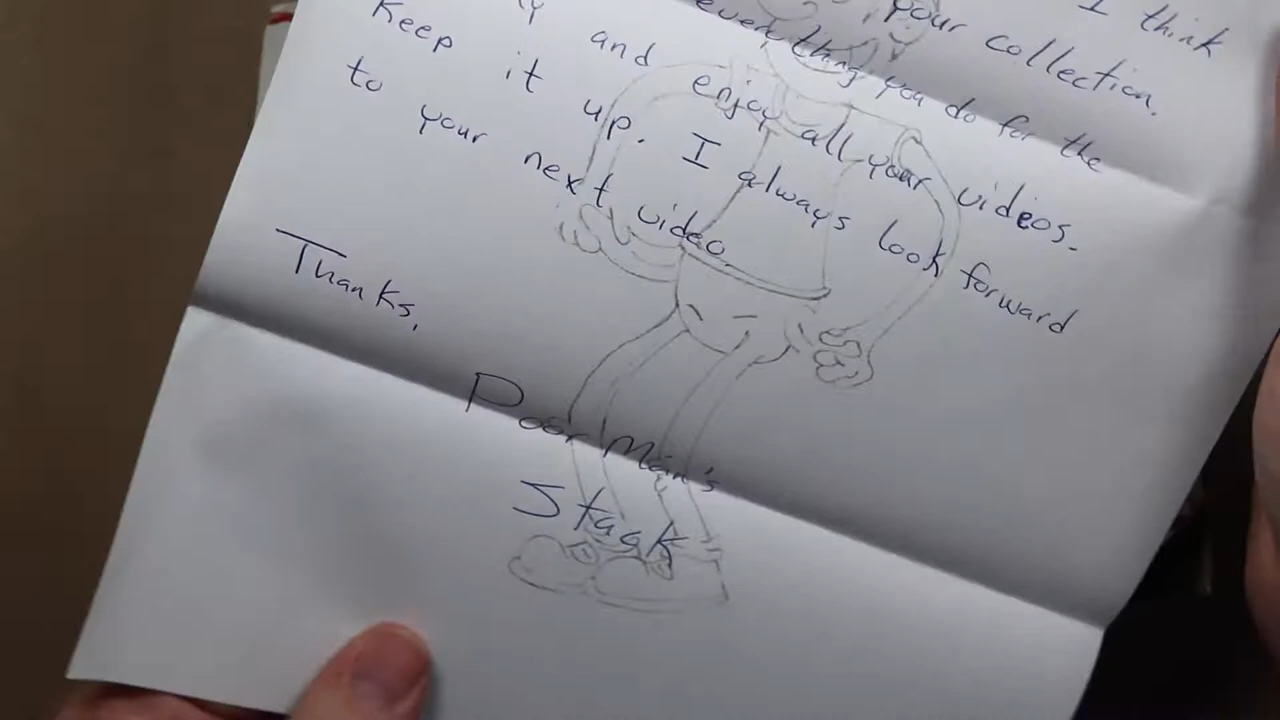 I think
your collection.
everything you do for the
and enjoy all your videos.
Keep it up. I always look forward
to your next video.
Thanks,
Poor Man's
Stack